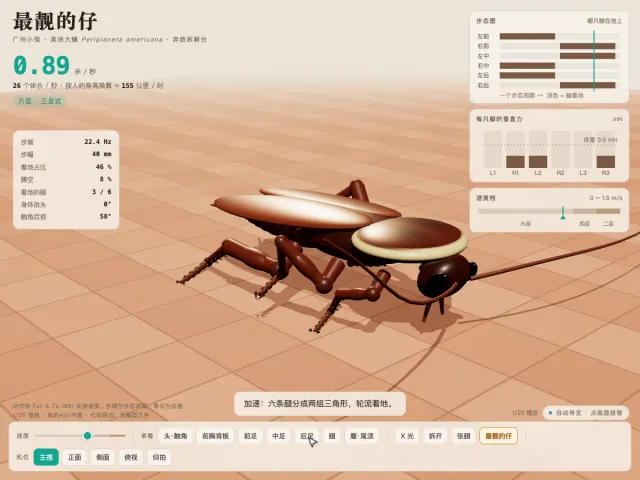 最靓的仔
广州小强 · 美洲大蠊 Periplaneta americana · 奔跑拆解台
0.89 米 / 秒
26 个体长 / 秒 · 按人的身高换算 ≈ 155 公里 / 时
六足 · 三足式
步频 22.4 Hz
步幅 40 mm
着地占比 46 %
腾空 8 %
着地的腿 3 / 6
身体抬头 0°
触角后掠 58°
步态图 哪只脚在地上
左前
右前
左中
右中
左后
右后
一个步态周期 → 深色 = 脚着地
每只脚的垂直力 mN
体重 9.8 mN
L1 R1 L2 R2 L3 R3
速度档 0 – 1.5 m/s
六足 四足 二足
加速：六条腿分成两组三角形，轮流着地。
1/25 慢放
自动导览 · 点画面接管
速度
单看 头·触角 前胸背板 前足 中足 后足 翅 腹·尾须 X 光 拆开 张翅 最靓的仔
机位 主视 正面 侧面 俯视 仰拍